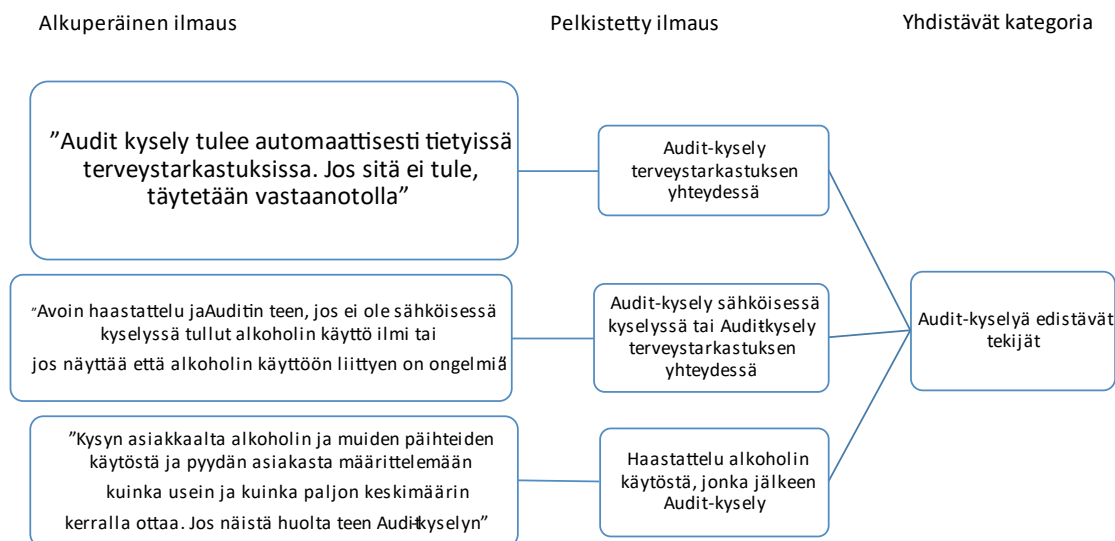 Alkuperäinen ilmaus
Pelkistetty ilmaus
Yhdistävät kategoria
”Audit kysely tulee automaattisesti tietyissä
terveystarkastuksissa. Jos sitä ei tule,
täytetään vastaanotolla”
Audit-kysely
terveystarkastuksen
yhteydessä
”Avoin haastattelu jaAuditin teen, jos ei ole sähköisessä
kyselyssä tullut alkoholin käyttö ilmi tai
jos näyttää että alkoholin käyttöön liittyen on ongelmia”
Audit-kysely sähköisessä
kyselyssä tai Auditkysely
terveystarkastuksen
yhteydessä
Audit-kyselyä edistävät
tekijät
”Kysyn asiakkaalta alkoholin ja muiden päihteiden
käytöstä ja pyydän asiakasta määrittelemään
kuinka usein ja kuinka paljon keskimäärin
kerralla ottaa. Jos näistä huolta teen Audit-kyselyn”
Haastattelu alkoholin
käytöstä, jonka jälkeen
Audit-kysely